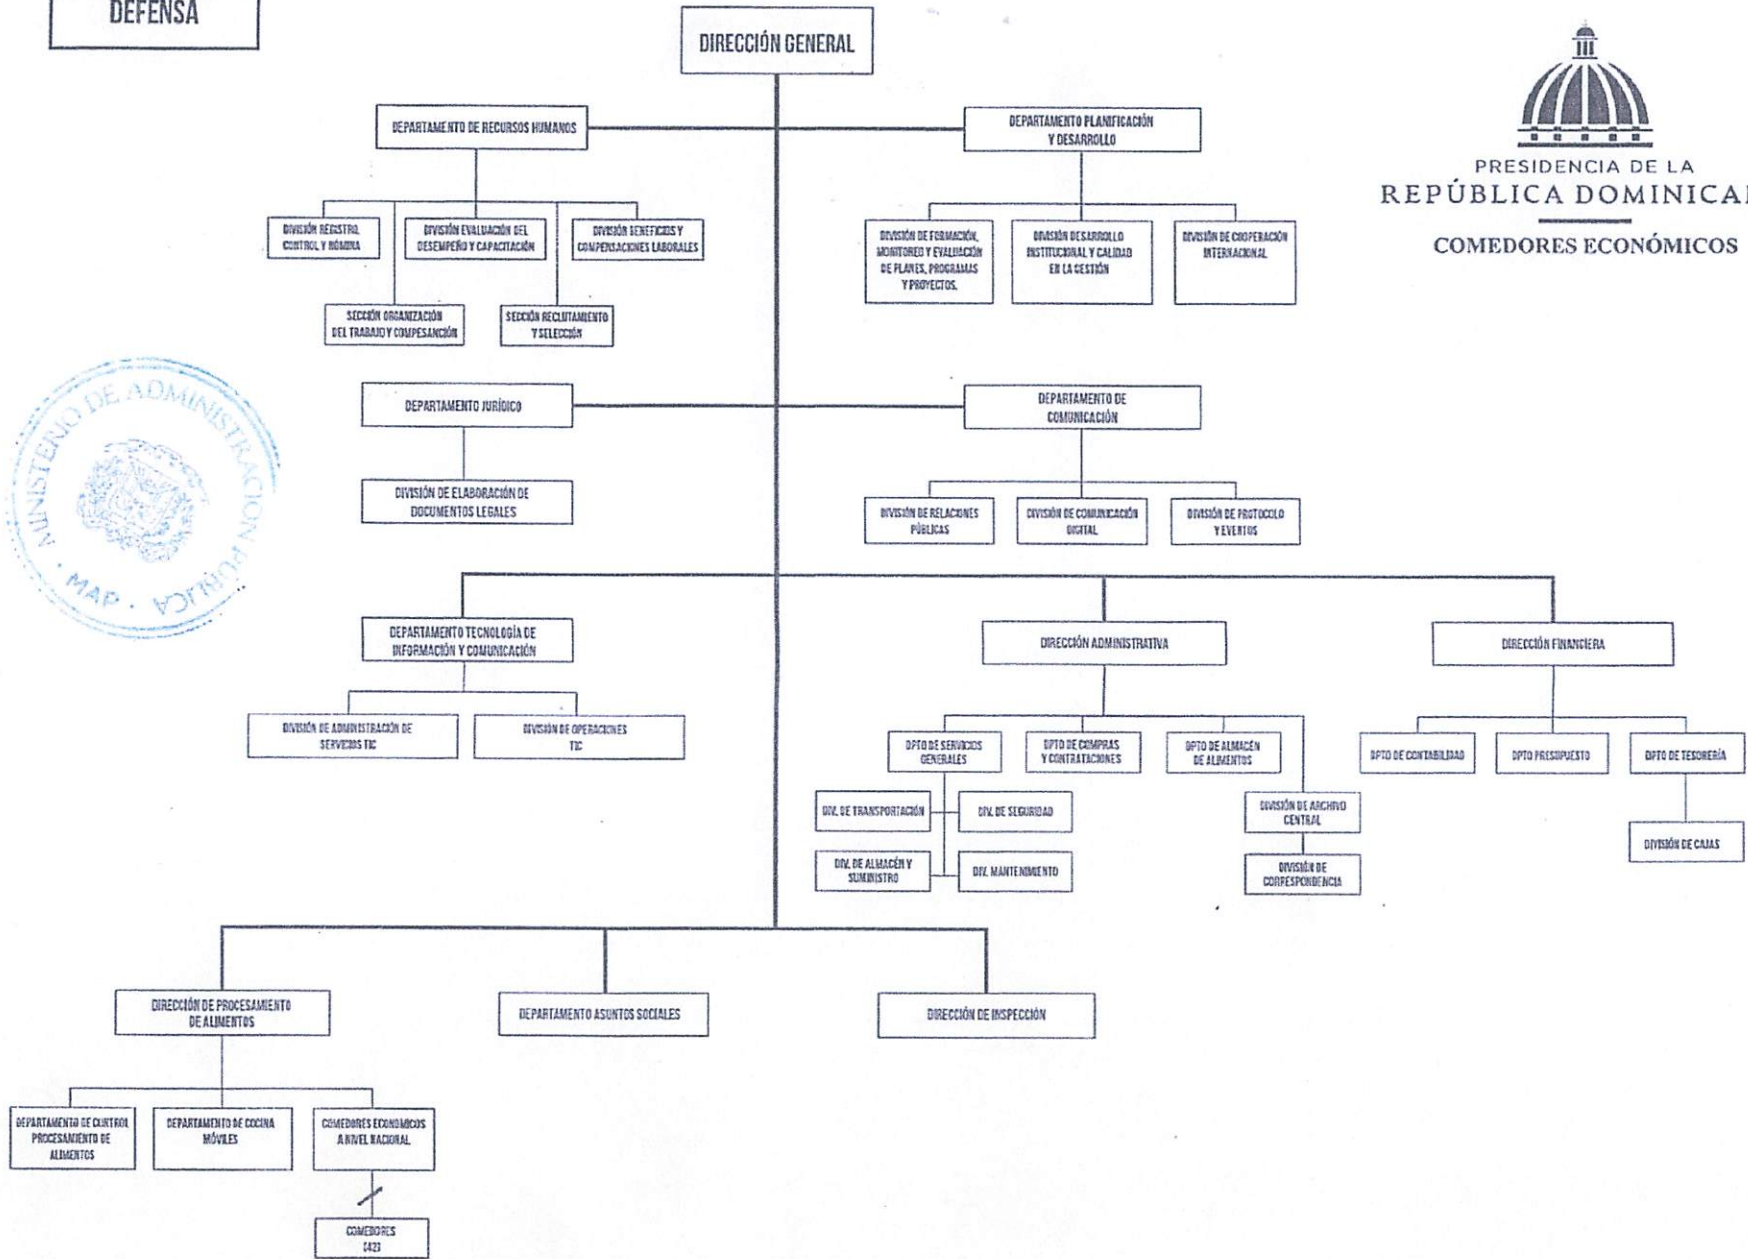 DEFENSA
DIRECCIÓN GENERAL
PRESIDENCIA DE LA
REPÚBLICA DOMINICA
COMEDORES ECONÓMICOS
DEPARTAMENTO DE RECURSOS HUMANOS
DEPARTAMENTO PLANIFICACIÓN
Y DESARROLLO
DIVISIÓN REGISTRO,
CONTROL Y NÓMINA
DIVISIÓN EVALUACIÓN DEL
DESEMPEÑO Y CAPACITACIÓN
DIVISIÓN BENEFICIOS Y
COMPENSACIONES LABORALES
SECCIÓN ORGANIZACIÓN
DEL TRABAJO Y COMPESANCIÓN
SECCIÓN RECLUTAMIENTO
Y SELECCIÓN
DIVISIÓN DE FORMACIÓN,
MONITOREO Y EVALUACIÓN
DE PLANES, PROGRAMAS
Y PROYECTOS.
DIVISIÓN DESARROLLO
INSTITUCIONAL Y CALIDAD
EN LA GESTIÓN
DIVISIÓN DE COOPERACIÓN
INTERNACIONAL
MINISTERIO DE ADMINISTRACIÓN PÚBLICA
· MAP ·
DEPARTAMENTO JURÍDICO
DEPARTAMENTO DE
COMUNICACIÓN
DIVISIÓN DE ELABORACIÓN DE
DOCUMENTOS LEGALES
DIVISIÓN DE RELACIONES
PÚBLICAS
DIVISIÓN DE COMUNICACIÓN
DIGITAL
DIVISIÓN DE PROTOCOLO
Y EVENTOS
DEPARTAMENTO TECNOLOGÍA DE
INFORMACIÓN Y COMUNICACIÓN
DIRECCIÓN ADMINISTRATIVA
DIRECCIÓN FINANCIERA
DIVISIÓN DE ADMINISTRACIÓN DE
SERVICIOS TIC
DIVISIÓN DE OPERACIONES
TIC
DPTO DE SERVICIOS
GENERALES
DPTO DE COMPRAS
Y CONTRATACIONES
DPTO DE ALMACÉN
DE ALIMENTOS
DPTO DE CONTABILIDAD
DPTO PRESUPUESTO
DPTO DE TESORERÍA
DIV. DE TRANSPORTACIÓN
DIV. DE SEGURIDAD
DIVISIÓN DE ARCHIVO
CENTRAL
DIVISIÓN DE CAJAS
DIV. DE ALMACÉN Y
SUMINISTRO
DIV. MANTENIMIENTO
DIVISIÓN DE
CORRESPONDENCIA
DIRECCIÓN DE PROCESAMIENTO
DE ALIMENTOS
DEPARTAMENTO ASUNTOS SOCIALES
DIRECCIÓN DE INSPECCIÓN
DEPARTAMENTO DE CONTROL
PROCESAMIENTO DE
ALIMENTOS
DEPARTAMENTO DE COCINA
MÓVILES
COMEDORES ECONOMICOS
A NIVEL NACIONAL
COMEDORES
(42)